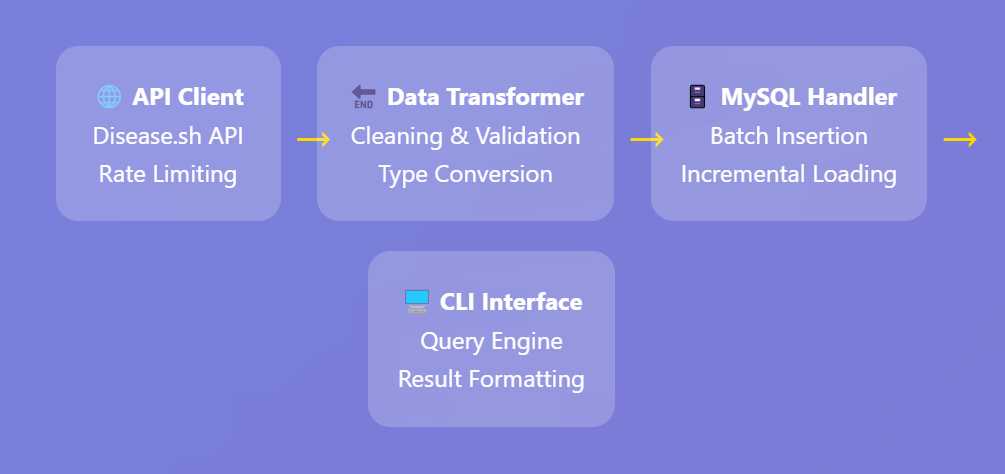 🌐 API Client
Disease.sh API
Rate Limiting
→
🔚 Data Transformer
Cleaning & Validation
Type Conversion
→
🗄 MySQL Handler
Batch Insertion
Incremental Loading
→
🖥 CLI Interface
Query Engine
Result Formatting